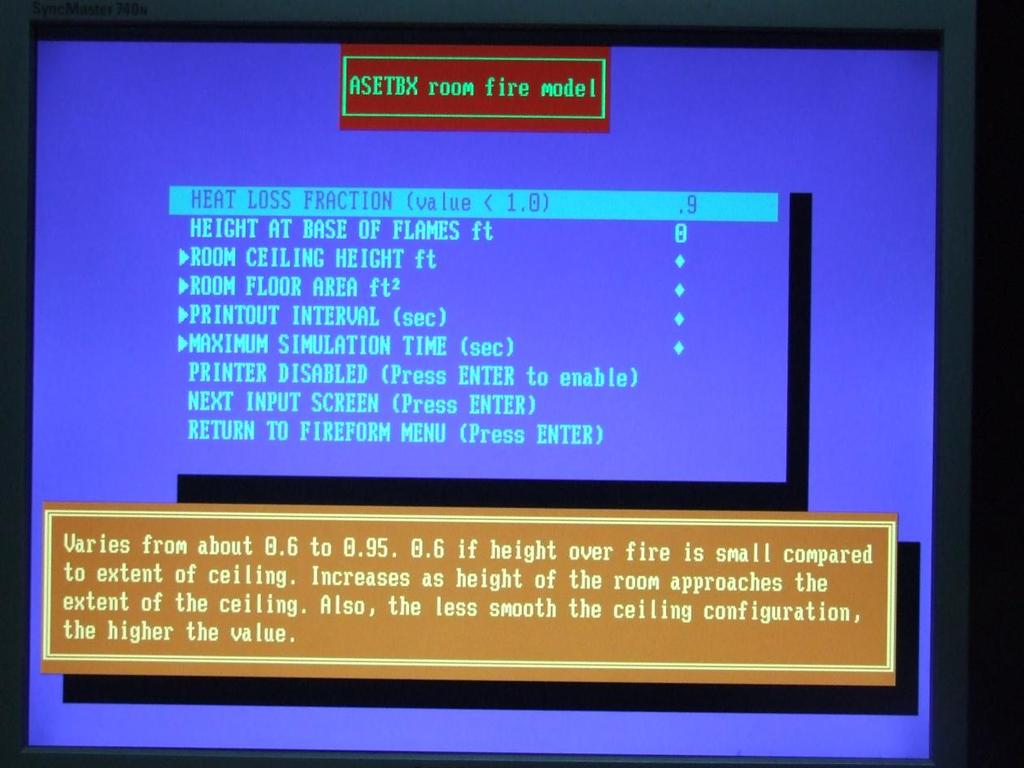 SyncMaster 740N
ASETBX room fire model
HEAT LOSS FRACTION (value < 1.0) .9
HEIGHT AT BASE OF FLAMES ft 0
▶ROOM CEILING HEIGHT ft ♦
▶ROOM FLOOR AREA ft² ♦
▶PRINTOUT INTERVAL (sec) ♦
▶MAXIMUM SIMULATION TIME (sec) ♦
PRINTER DISABLED (Press ENTER to enable)
NEXT INPUT SCREEN (Press ENTER)
RETURN TO FIREFORM MENU (Press ENTER)
Varies from about 0.6 to 0.95. 0.6 if height over fire is small compared
to extent of ceiling. Increases as height of the room approaches the
extent of the ceiling. Also, the less smooth the ceiling configuration,
the higher the value.